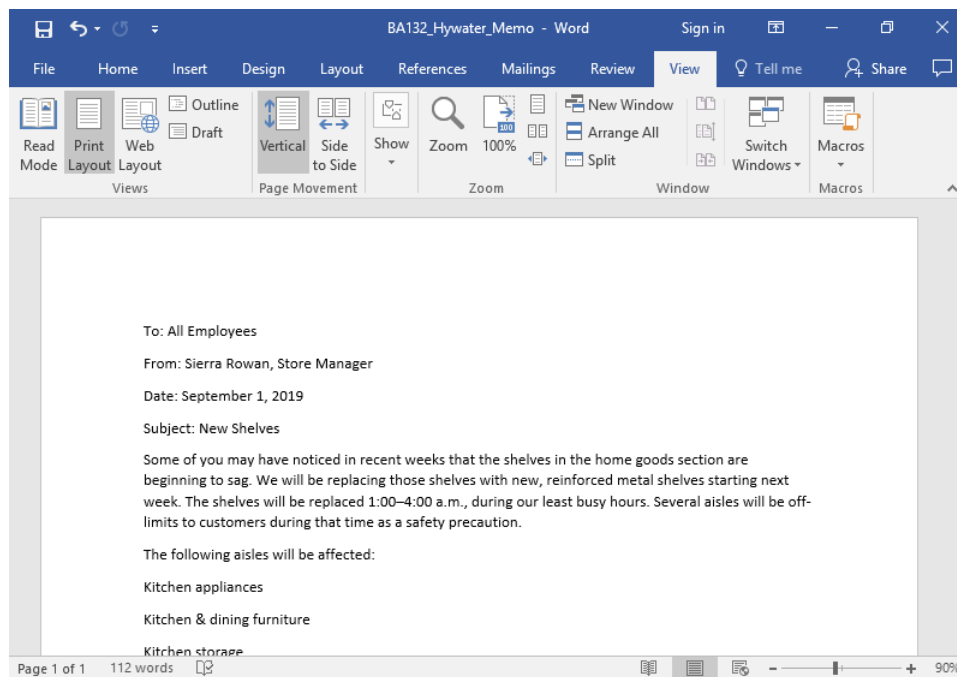 BA132_Hywater_Memo - Word Sign in
File Home Insert Design Layout References Mailings Review View Tell me Share
Read Mode
Print Layout
Web Layout
Outline
Draft
Views
Vertical
Side to Side
Page Movement
Show
Zoom
100
100%
Zoom
New Window
Arrange All
Split
Switch Windows
Window
Macros
Macros
To: All Employees
From: Sierra Rowan, Store Manager
Date: September 1, 2019
Subject: New Shelves
Some of you may have noticed in recent weeks that the shelves in the home goods section are
beginning to sag. We will be replacing those shelves with new, reinforced metal shelves starting next
week. The shelves will be replaced 1:00–4:00 a.m., during our least busy hours. Several aisles will be off-
limits to customers during that time as a safety precaution.
The following aisles will be affected:
Kitchen appliances
Kitchen & dining furniture
Kitchen storage
Page 1 of 1 112 words 90%